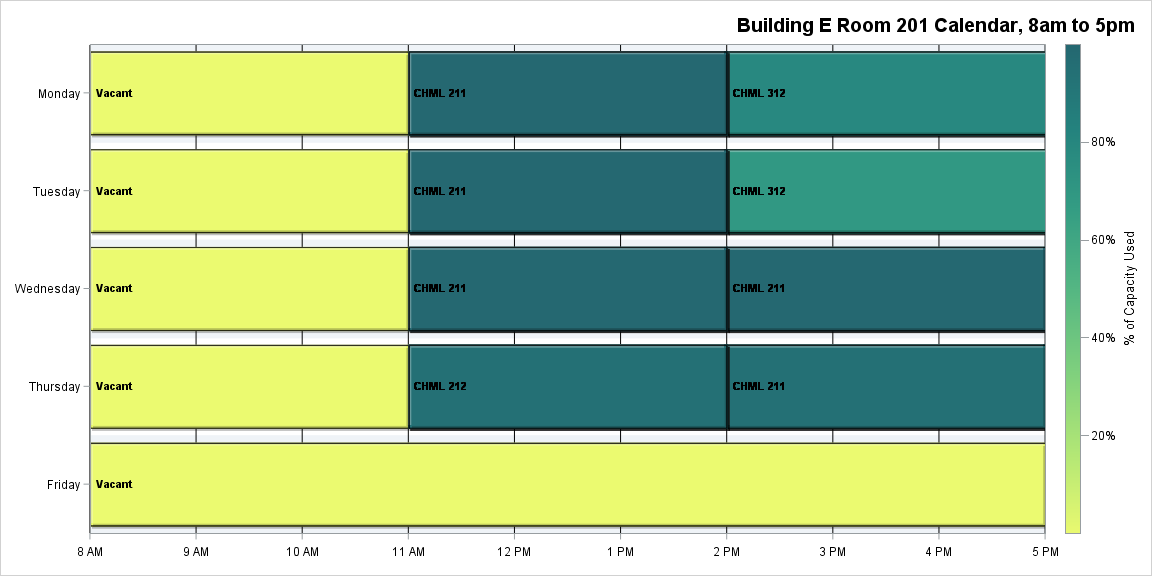 Building E Room 201 Calendar, 8am to 5pm
Monday
Vacant
CHML 211
CHML 312
Tuesday
Vacant
CHML 211
CHML 312
Wednesday
Vacant
CHML 211
CHML 211
Thursday
Vacant
CHML 212
CHML 211
Friday
Vacant
8 AM
9 AM
10 AM
11 AM
12 PM
1 PM
2 PM
3 PM
4 PM
5 PM
80%
60%
40%
20%
% of Capacity Used